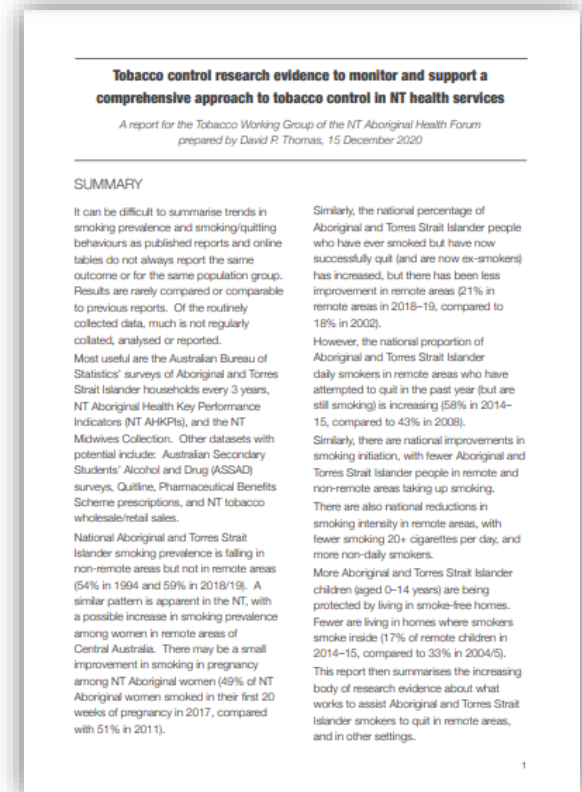 Tobacco control research evidence to monitor and support a
comprehensive approach to tobacco control in NT health services
A report for the Tobacco Working Group of the NT Aboriginal Health Forum
prepared by David P. Thomas, 15 December 2020
SUMMARY
It can be difficult to summarise trends in
smoking prevalence and smoking/quitting
behaviours as published reports and online
tables do not always report the same
outcome or for the same population group.
Results are rarely compared or comparable
to previous reports. Of the routinely
collected data, much is not regularly
collated, analysed or reported.
Most useful are the Australian Bureau of
Statistics' surveys of Aboriginal and Torres
Strait Islander households every 3 years,
NT Aboriginal Health Key Performance
Indicators (NT AHKPIs), and the NT
Midwives Collection. Other datasets with
potential include: Australian Secondary
Students' Alcohol and Drug (ASSAD)
surveys, Quitline, Pharmaceutical Benefits
Scheme prescriptions, and NT tobacco
wholesale/retail sales.
National Aboriginal and Torres Strait
Islander smoking prevalence is falling in
non-remote areas but not in remote areas
(54% in 1994 and 59% in 2018/19). A
similar pattern is apparent in the NT, with
a possible increase in smoking prevalence
among women in remote areas of
Central Australia. There may be a small
improvement in smoking in pregnancy
among NT Aboriginal women (49% of NT
Aboriginal women smoked in their first 20
weeks of pregnancy in 2017, compared
with 51% in 2011).
Similarly, the national percentage of
Aboriginal and Torres Strait Islander people
who have ever smoked but have now
successfully quit (and are now ex-smokers)
has increased, but there has been less
improvement in remote areas (21% in
remote areas in 2018–19, compared to
18% in 2002).
However, the national proportion of
Aboriginal and Torres Strait Islander
daily smokers in remote areas who have
attempted to quit in the past year (but are
still smoking) is increasing (58% in 2014–
15, compared to 43% in 2008).
Similarly, there are national improvements in
smoking initiation, with fewer Aboriginal and
Torres Strait Islander people in remote and
non-remote areas taking up smoking.
There are also national reductions in
smoking intensity in remote areas, with
fewer smoking 20+ cigarettes per day, and
more non-daily smokers.
More Aboriginal and Torres Strait Islander
children (aged 0–14 years) are being
protected by living in smoke-free homes.
Fewer are living in homes where smokers
smoke inside (17% of remote children in
2014–15, compared to 33% in 2004/5).
This report then summarises the increasing
body of research evidence about what
works to assist Aboriginal and Torres Strait
Islander smokers to quit in remote areas,
and in other settings.
1